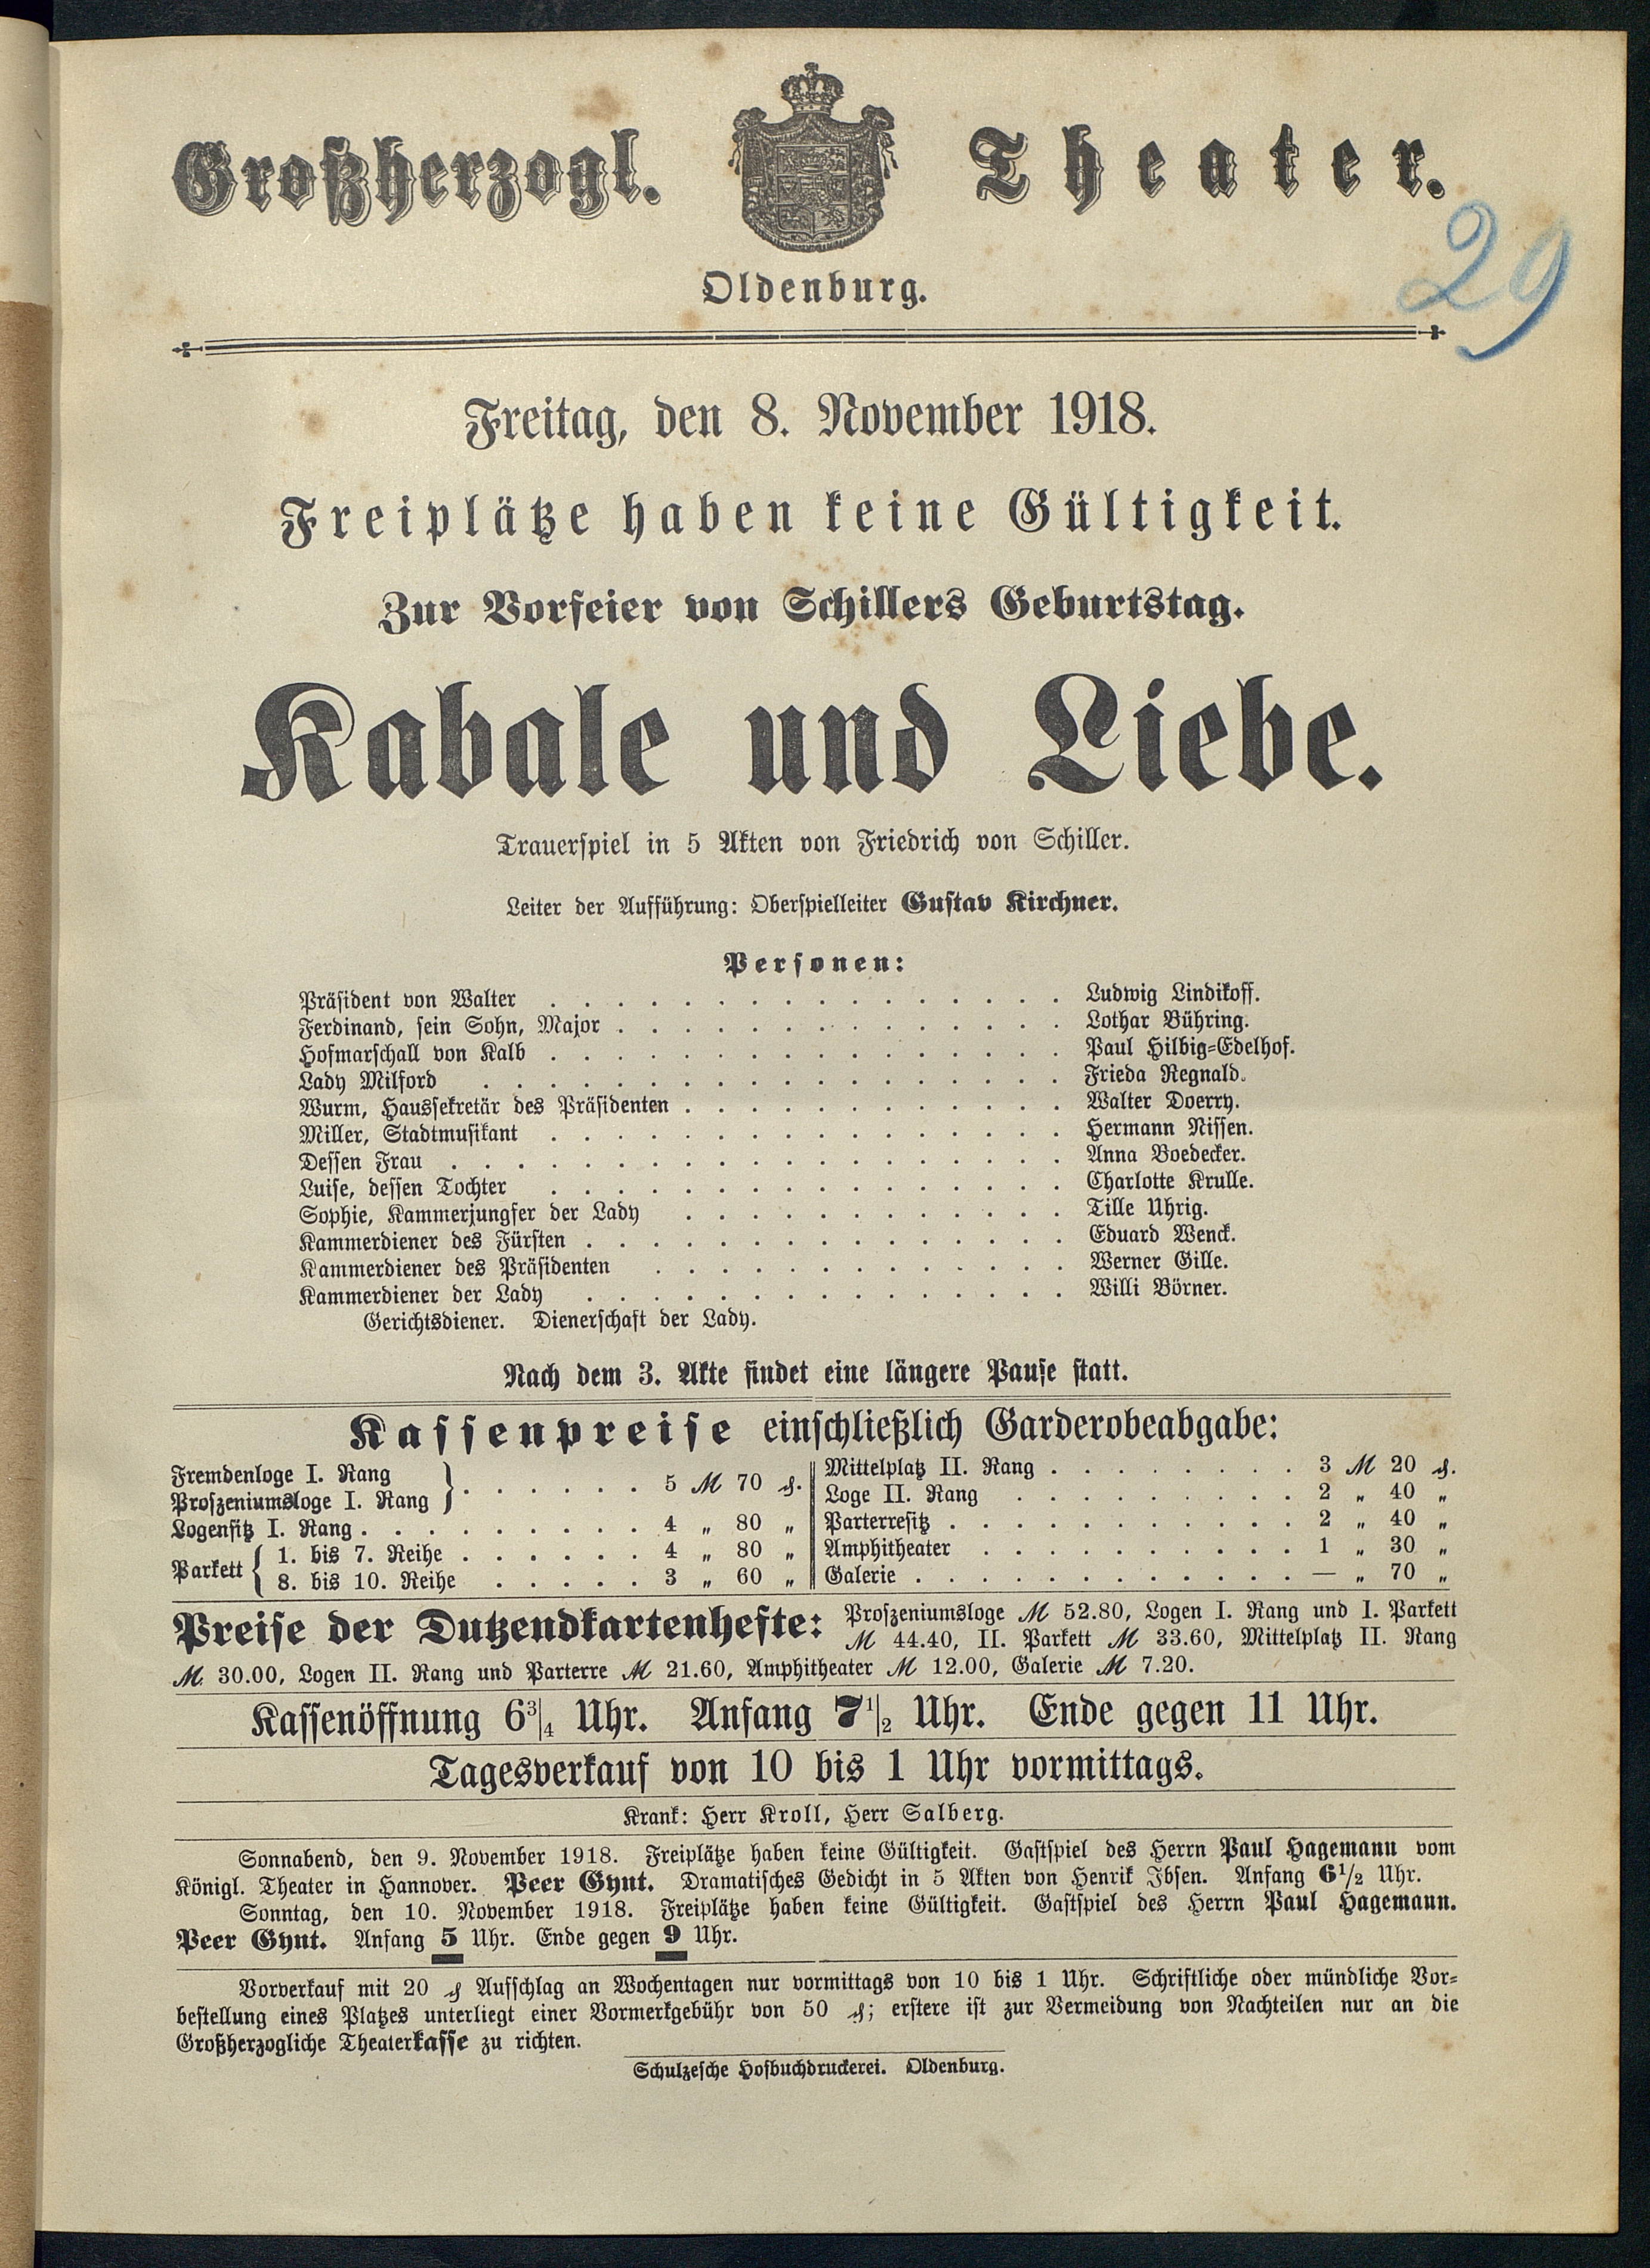 Großherzogl. Theater.
29
Oldenburg.
Freitag, den 8. November 1918.
Freiplätze haben keine Gültigkeit.
Zur Vorfeier von Schillers Geburtstag.
Kabale und Liebe.
Trauerspiel in 5 Akten von Friedrich von Schiller.
Leiter der Aufführung: Oberspielleiter Gustav Kirchner.
Personen:
Präsident von Walter . . . . . . . . . . . . . . . . Ludwig Lindikoff.
Ferdinand, sein Sohn, Major . . . . . . . . . . . . . . Lothar Bühring.
Hofmarschall von Kalb . . . . . . . . . . . . . . . . Paul Hilbig-Edelhof.
Lady Milford . . . . . . . . . . . . . . . . . . Frieda Regnald.
Wurm, Haussekretär des Präsidenten . . . . . . . . . . . . Walter Doerry.
Miller, Stadtmusikant . . . . . . . . . . . . . . . . Hermann Nissen.
Dessen Frau . . . . . . . . . . . . . . . . . . . Anna Boedecker.
Luise, dessen Tochter . . . . . . . . . . . . . . . . Charlotte Krulle.
Sophie, Kammerjungfer der Lady . . . . . . . . . . . . Tille Uhrig.
Kammerdiener des Fürsten . . . . . . . . . . . . . . . Eduard Wenck.
Kammerdiener des Präsidenten . . . . . . . . . . . . . Werner Gille.
Kammerdiener der Lady . . . . . . . . . . . . . . . Willi Börner.
Gerichtsdiener. Dienerschaft der Lady.
Nach dem 3. Akte findet eine längere Pause statt.
Kassenpreise einschließlich Garderobeabgabe:
Fremdenloge I. Rang
Proszeniumsloge I. Rang } . . . . . . 5 ℳ 70 ₰.
Logensitz I. Rang . . . . . . . . . 4 „ 80 „
Parkett { 1. bis 7. Reihe . . . . . . 4 „ 80 „
8. bis 10. Reihe . . . . . 3 „ 60 „
Mittelplatz II. Rang . . . . . . . . 3 ℳ 20 ₰.
Loge II. Rang . . . . . . . . . 2 „ 40 „
Parterresitz . . . . . . . . . . . 2 „ 40 „
Amphitheater . . . . . . . . . . 1 „ 30 „
Galerie . . . . . . . . . . . . — „ 70 „
Preise der Dutzendkartenhefte: Proszeniumsloge ℳ 52.80, Logen I. Rang und I. Parkett
ℳ 44.40, II. Parkett ℳ 33.60, Mittelplatz II. Rang
ℳ 30.00, Logen II. Rang und Parterre ℳ 21.60, Amphitheater ℳ 12.00, Galerie ℳ 7.20.
Kassenöffnung 6 3/4 Uhr. Anfang 7 1/2 Uhr. Ende gegen 11 Uhr.
Tagesverkauf von 10 bis 1 Uhr vormittags.
Krank: Herr Kroll, Herr Salberg.
Sonnabend, den 9. November 1918. Freiplätze haben keine Gültigkeit. Gastspiel des Herrn Paul Hagemann vom
Königl. Theater in Hannover. Peer Gynt. Dramatisches Gedicht in 5 Akten von Henrik Ibsen. Anfang 6 1/2 Uhr.
Sonntag, den 10. November 1918. Freiplätze haben keine Gültigkeit. Gastspiel des Herrn Paul Hagemann.
Peer Gynt. Anfang 5 Uhr. Ende gegen 9 Uhr.
Vorverkauf mit 20 ₰ Aufschlag an Wochentagen nur vormittags von 10 bis 1 Uhr. Schriftliche oder mündliche Vor-
bestellung eines Platzes unterliegt einer Vormerkgebühr von 50 ₰; erstere ist zur Vermeidung von Nachteilen nur an die
Großherzogliche Theaterkasse zu richten.
Schulzesche Hofbuchdruckerei. Oldenburg.